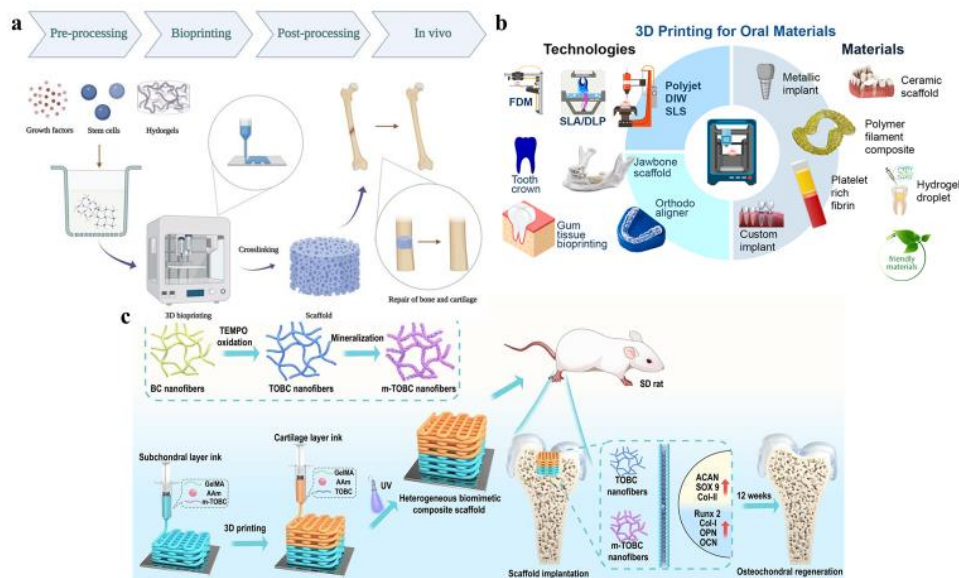 a
Pre-processing
Bioprinting
Post-processing
In vivo
Growth factors
Stem cells
Hydorgels
3D bioprinting
Crosslinking
Scaffold
Repair of bone and cartilage
b
3D Printing for Oral Materials
Technologies
Materials
FDM
SLA/DLP
Polyjet
DIW
SLS
Metallic
implant
Ceramic
scaffold
Polymer
filament
composite
Tooth
crown
Jawbone
scaffold
Platelet
rich
fibrin
Hydrogel
droplet
Gum
tissue
bioprinting
Orthodo
aligner
Custom
implant
friendly
materials
c
TEMPO
oxidation
Mineralization
BC nanofibers
TOBC nanofibers
m-TOBC nanofibers
SD rat
Subchondral layer ink
GelMA
AAm
m-TOBC
3D printing
Cartilage layer ink
GelMA
AAm
TOBC
UV
Heterogeneous biomimetic
composite scaffold
Scaffold implantation
TOBC
nanofibers
m-TOBC
nanofibers
ACAN
SOX 9
Col-II
Runx 2
Col-I
OPN
OCN
12 weeks
Osteochondral regeneration